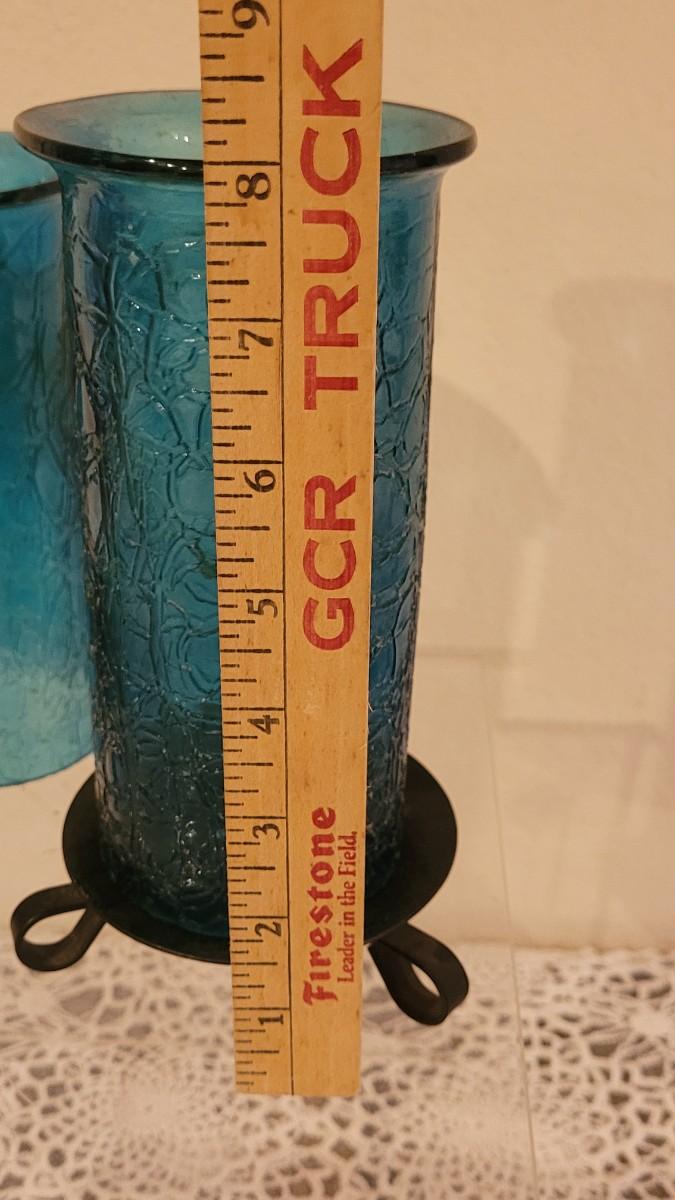 GCR TRUCK
Firestone
Leader in the Field.
1 2 3 4 5 6 7 8 9